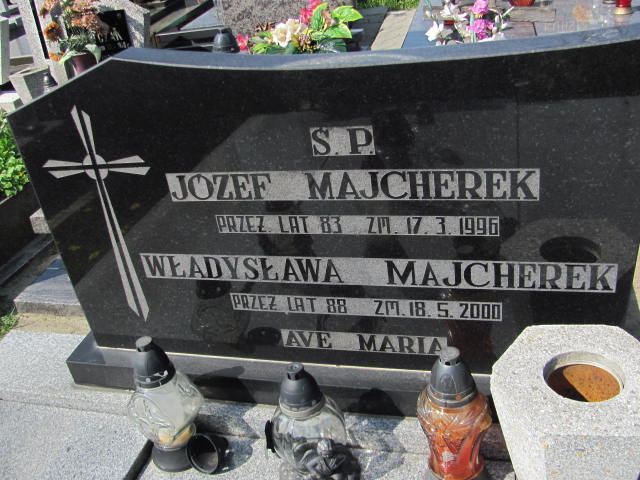 Ś. P.
JÓZEF MAJCHEREK
PRZEŻ. LAT 83 ZM. 17. 3. 1996
WŁADYSŁAWA MAJCHEREK
PRZEŻ LAT 88 ZM. 18. 5. 2000
AVE MARIA